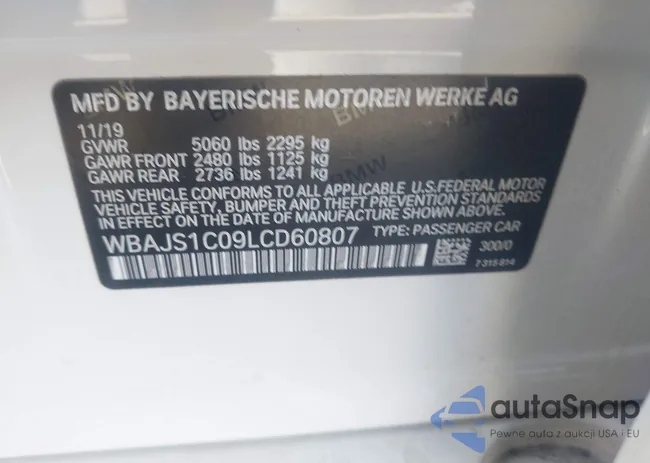 MFD BY BAYERISCHE MOTOREN WERKE AG
11/19
GVWR 5060 lbs 2295 kg
GAWR FRONT 2480 lbs 1125 kg
GAWR REAR 2736 lbs 1241 kg
THIS VEHICLE CONFORMS TO ALL APPLICABLE U.S.FEDERAL MOTOR
VEHICLE SAFETY, BUMPER AND THEFT PREVENTION STANDARDS
IN EFFECT ON THE DATE OF MANUFACTURE SHOWN ABOVE.
WBAJS1C09LCD60807 TYPE: PASSENGER CAR
300/0
7315814
autoSnap
Pewne auta z aukcji USA i EU